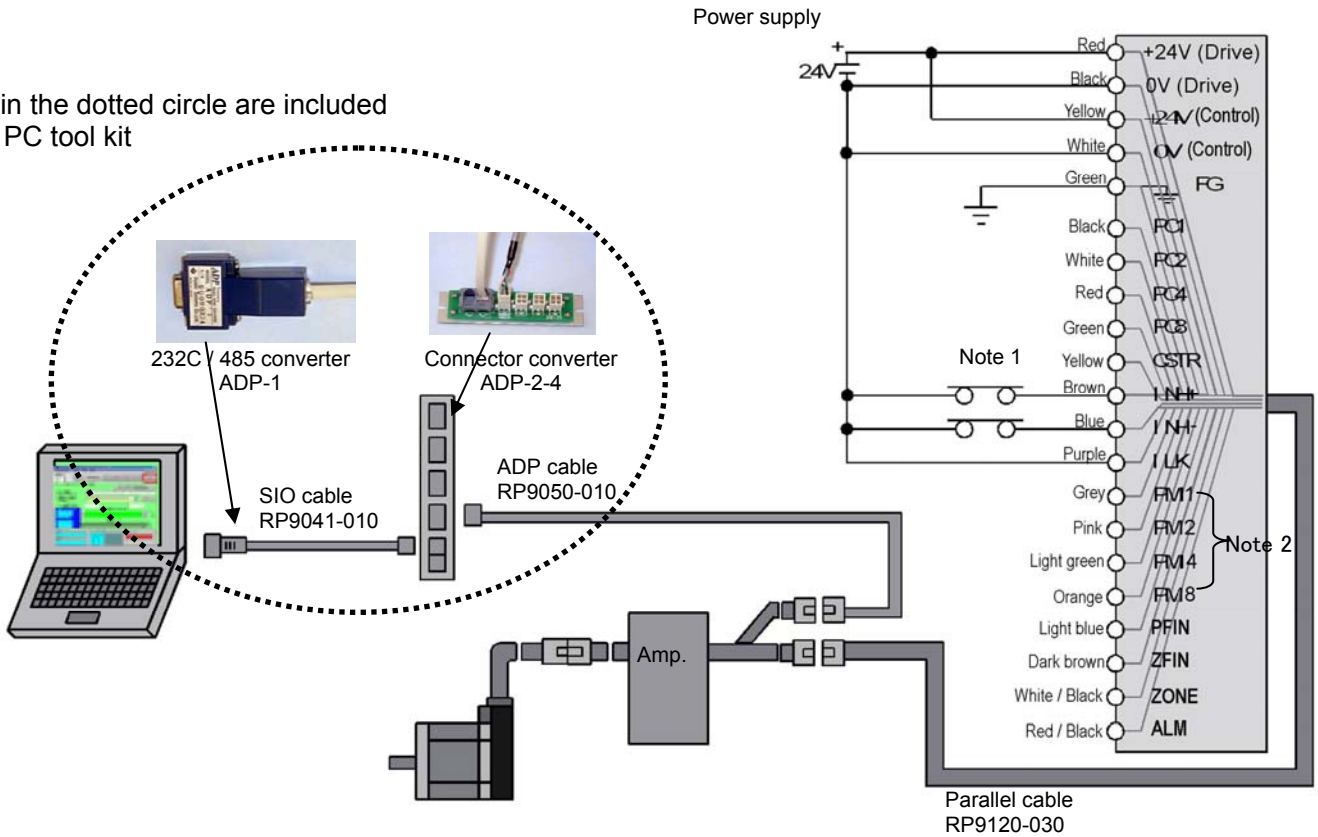 Power supply
in the dotted circle are included
PC tool kit
+
24V
Red
+24V (Drive)
Black
0V (Drive)
Yellow
+24V (Control)
White
0V (Control)
Green
FG
Black
PC1
White
PC2
Red
PC4
Green
PC8
Note 1
Yellow
CSTR
Brown
INH+
Blue
INH-
Purple
ILK
Grey
PM1
Pink
PM2
Note 2
Light green
PM4
Orange
PM8
Light blue
PFIN
Dark brown
ZFIN
White / Black
ZONE
Red / Black
ALM
232C / 485 converter
ADP-1
Connector converter
ADP-2-4
SIO cable
RP9041-010
ADP cable
RP9050-010
Amp.
Parallel cable
RP9120-030